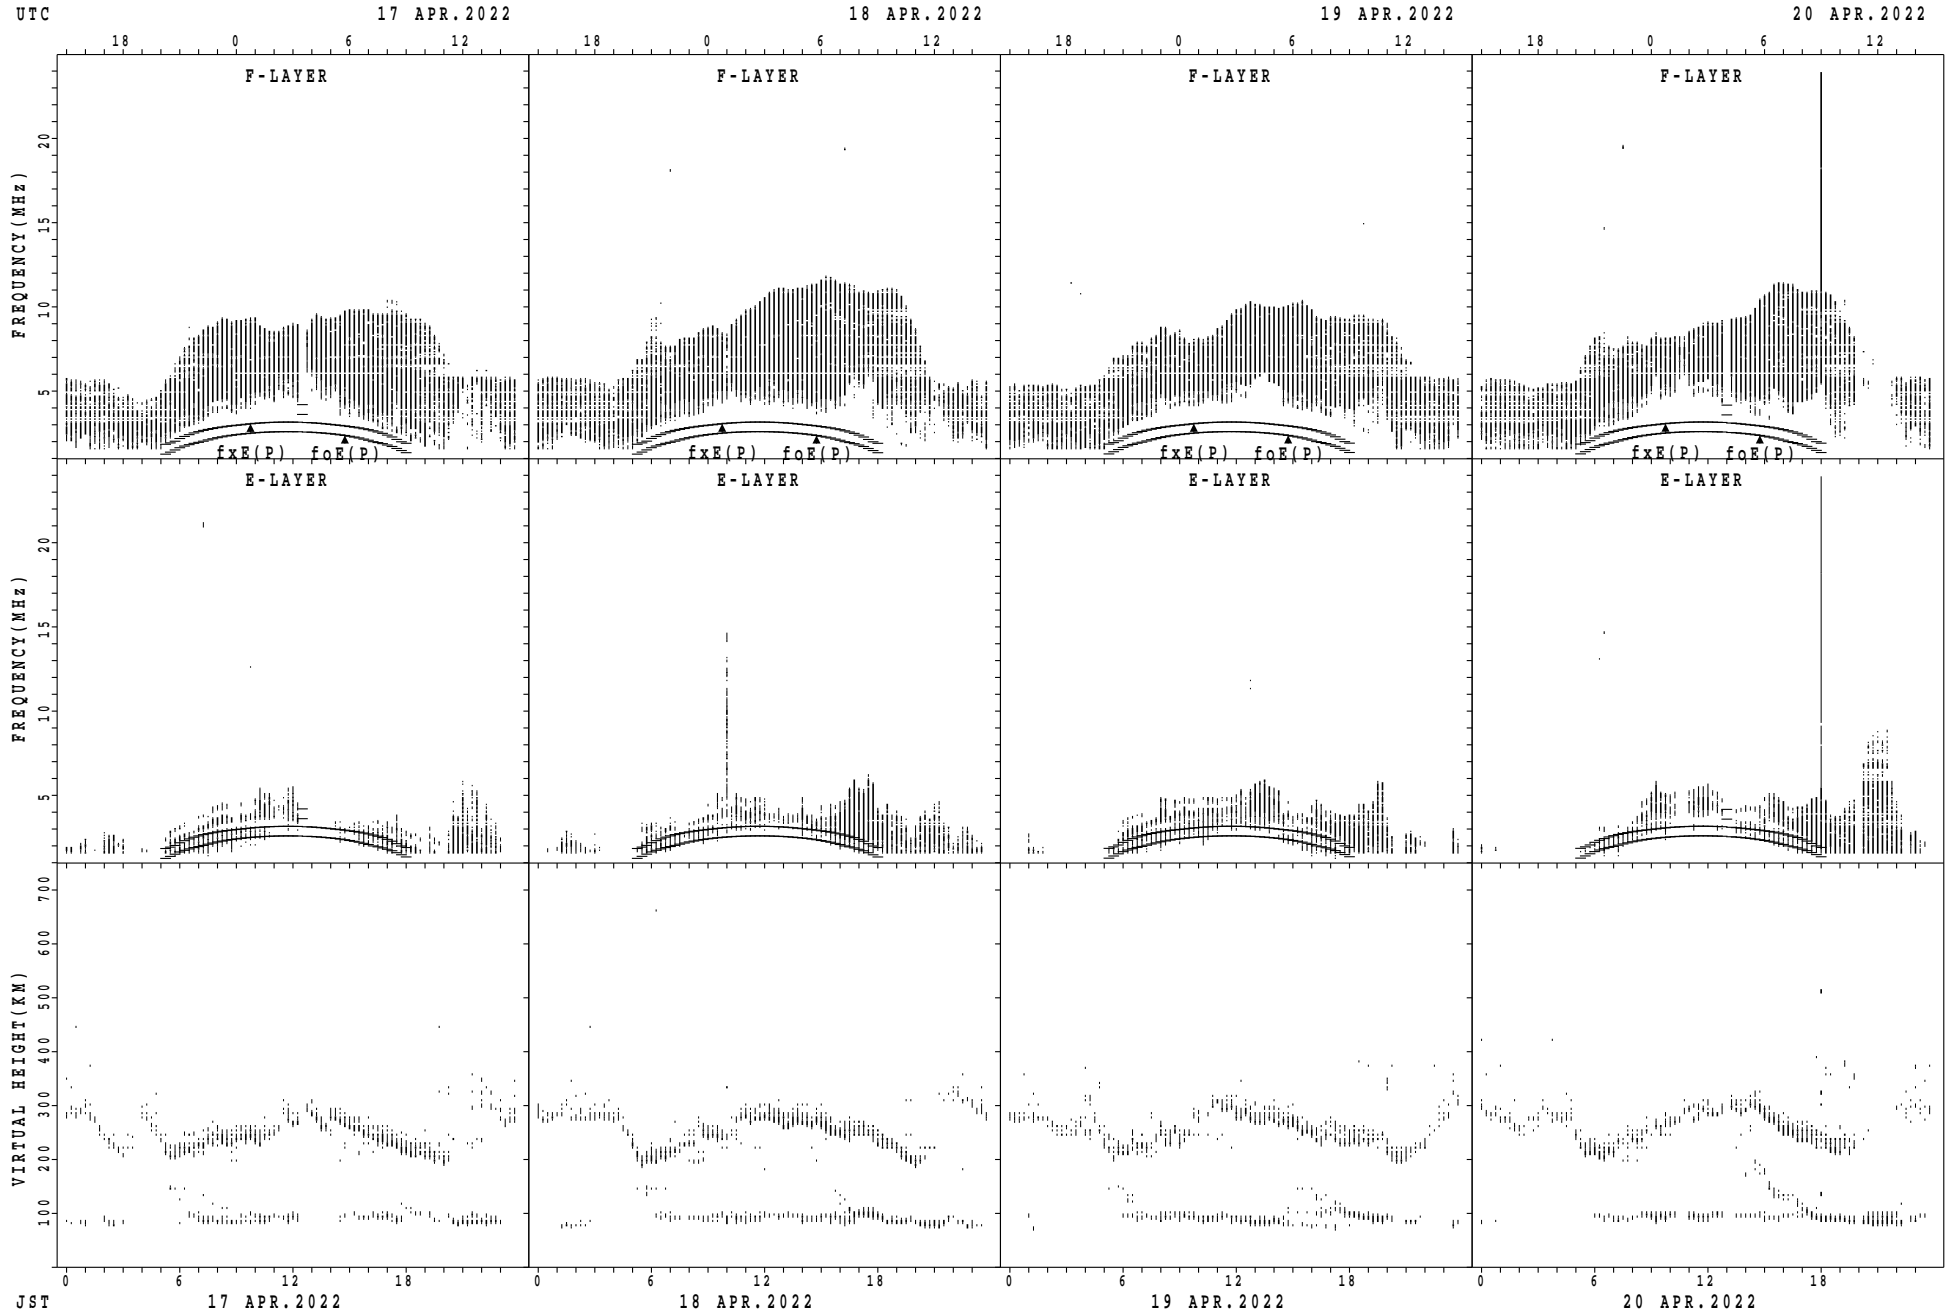 UTC 17 APR.2022 18 APR.2022 19 APR.2022 20 APR.2022
18 0 6 12 18 0 6 12 18 0 6 12 18 0 6 12
F-LAYER F-LAYER F-LAYER F-LAYER
FREQUENCY(MHz)
20
15
10
5
fxE(P) foE(P) fxE(P) foE(P) fxE(P) foE(P) fxE(P) foE(P)
E-LAYER E-LAYER E-LAYER E-LAYER
FREQUENCY(MHz)
20
15
10
5
VIRTUAL HEIGHT(KM)
700
600
500
400
300
200
100
0 6 12 18 0 6 12 18 0 6 12 18 0 6 12 18
JST 17 APR.2022 18 APR.2022 19 APR.2022 20 APR.2022